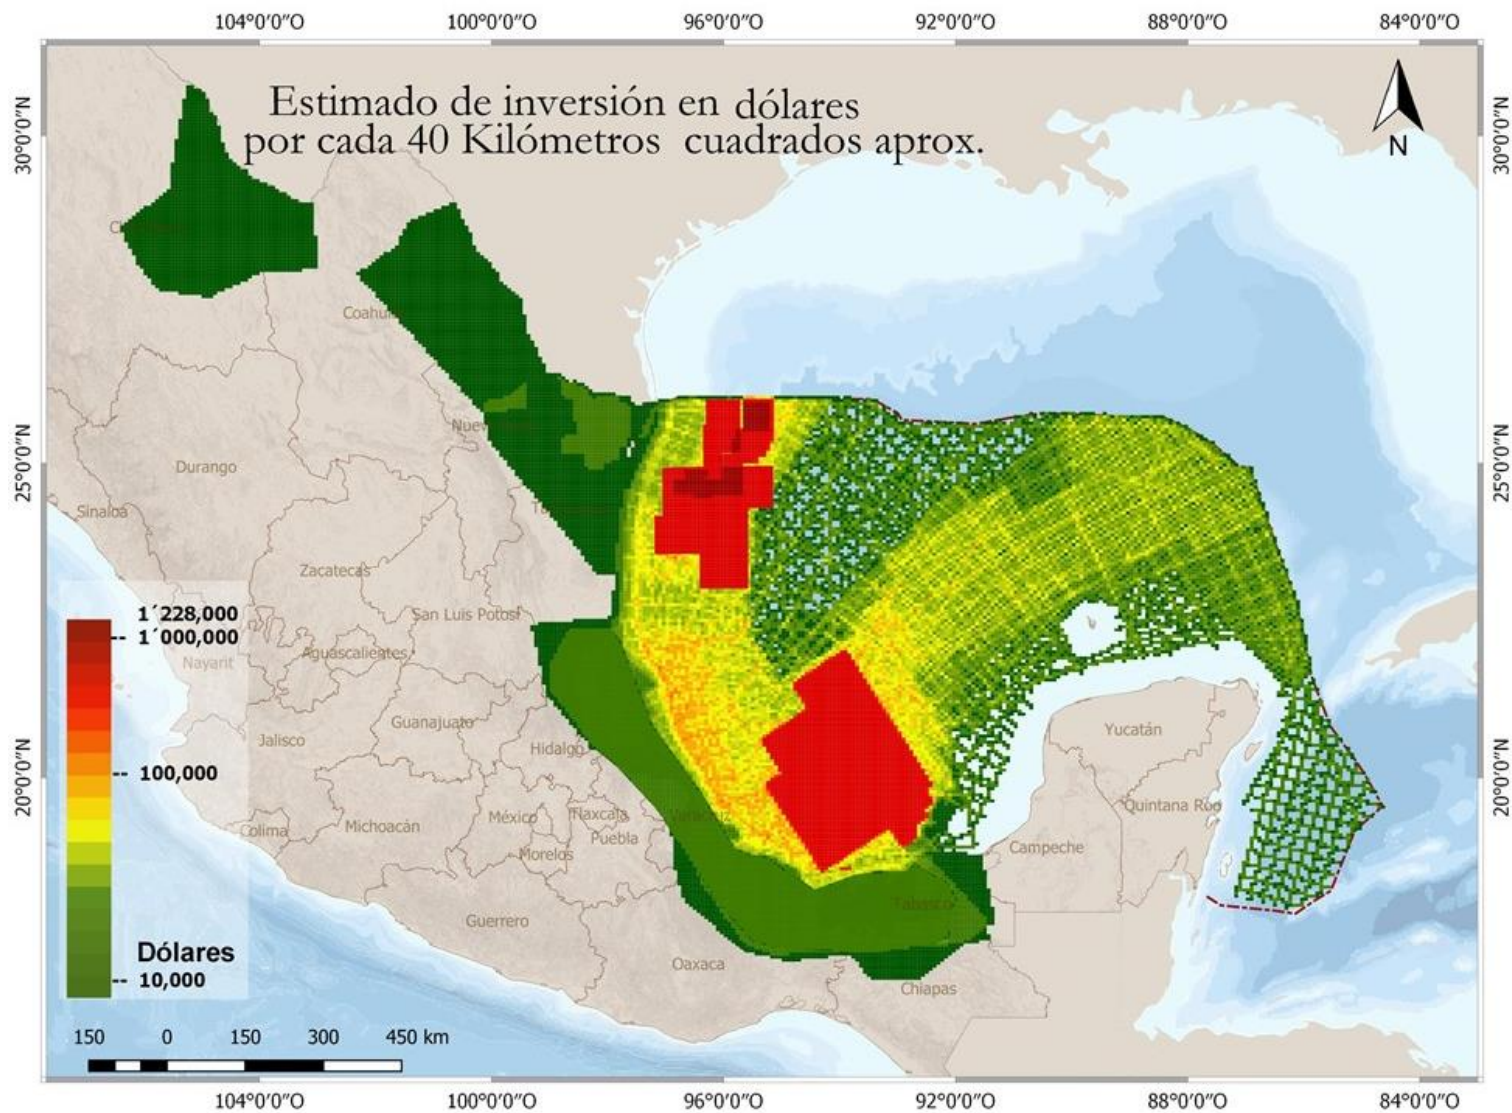 104°0'0"O 100°0'0"O 96°0'0"O 92°0'0"O 88°0'0"O 84°0'0"O
Estimado de inversión en dólares
por cada 40 Kilómetros cuadrados aprox.
N
30°0'0"N
30°0'0"N
Coahui
Nuev
25°0'0"N
25°0'0"N
Durango
Sinaloa
Zacatecas
San Luis Potosí
1´228,000
-- 1´000,000
Aguascalientes
Nayarit
Guanajuato
Jalisco
Hidalgo
Yucatán
-- 100,000
20°0'0"N
20°0'0"N
Quintana Roo
Veracruz
México
Tlaxcala
Colima
Michoacán
Puebla
Campeche
Morelos
Tabasco
Guerrero
Dólares
-- 10,000
Oaxaca
Chiapas
150 0 150 300 450 km
104°0'0"O 100°0'0"O 96°0'0"O 92°0'0"O 88°0'0"O 84°0'0"O